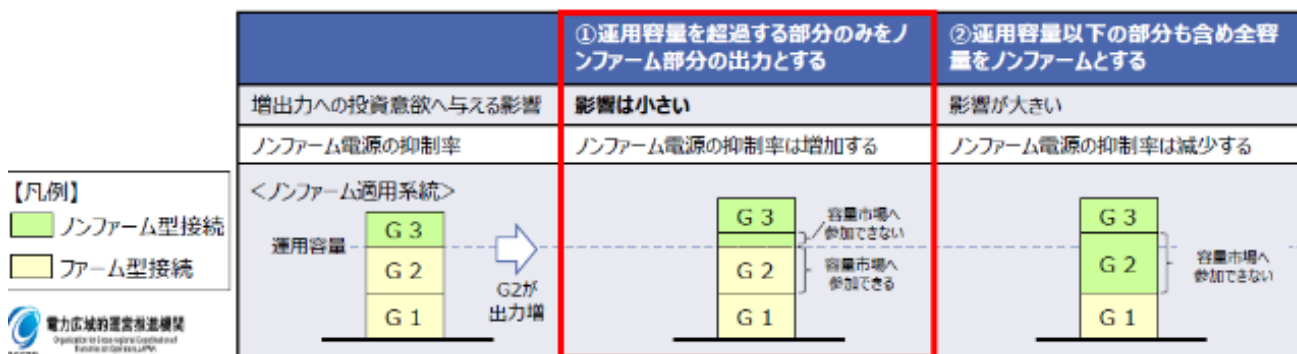 ①運用容量を超過する部分のみをノ
ンファーム部分の出力とする
②運用容量以下の部分も含め全容
量をノンファームとする
増出力への投資意欲へ与える影響
影響は小さい
影響が大きい
ノンファーム電源の抑制率
ノンファーム電源の抑制率は増加する
ノンファーム電源の抑制率は減少する
【凡例】
ノンファーム型接続
ファーム型接続
電力広域的運営推進機関
<ノンファーム適用系統>
運用容量
G 3
G 2
G 1
G2が
出力増
G 3
G 2
G 1
容量市場へ
参加できない
容量市場へ
参加できる
G 3
G 2
G 1
容量市場へ
参加できない